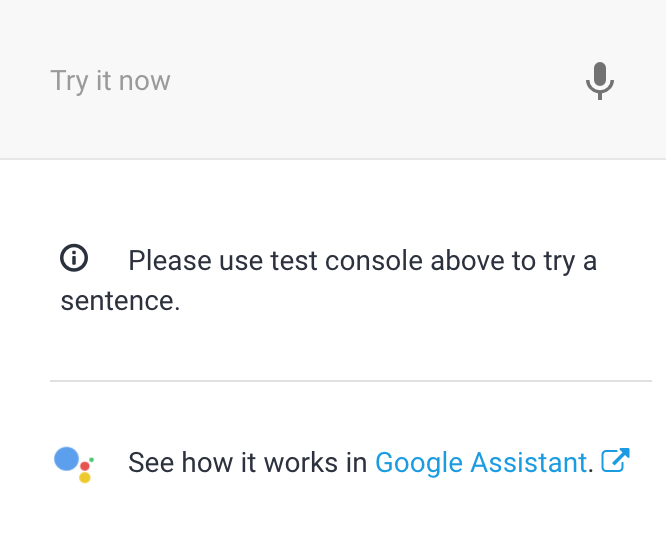 Try it now
Please use test console above to try a
sentence.
See how it works in Google Assistant.